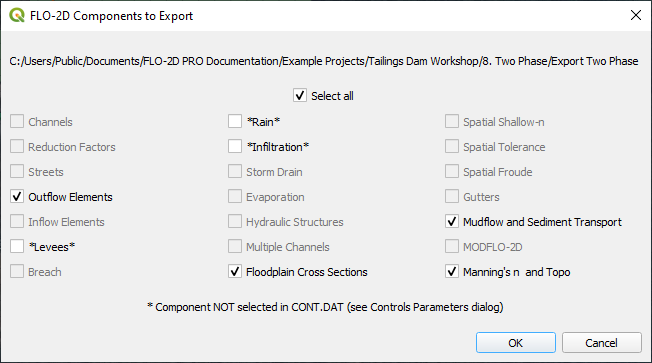 FLO-2D Components to Export
C:/Users/Public/Documents/FLO-2D PRO Documentation/Example Projects/Tailings Dam Workshop/8. Two Phase/Export Two Phase
Select all
Channels
*Rain*
Spatial Shallow-n
Reduction Factors
*Infiltration*
Spatial Tolerance
Streets
Storm Drain
Spatial Froude
Outflow Elements
Evaporation
Gutters
Inflow Elements
Hydraulic Structures
Mudflow and Sediment Transport
*Levees*
Multiple Channels
MODFLO-2D
Breach
Floodplain Cross Sections
Manning's n and Topo
* Component NOT selected in CONT.DAT (see Controls Parameters dialog)
OK
Cancel